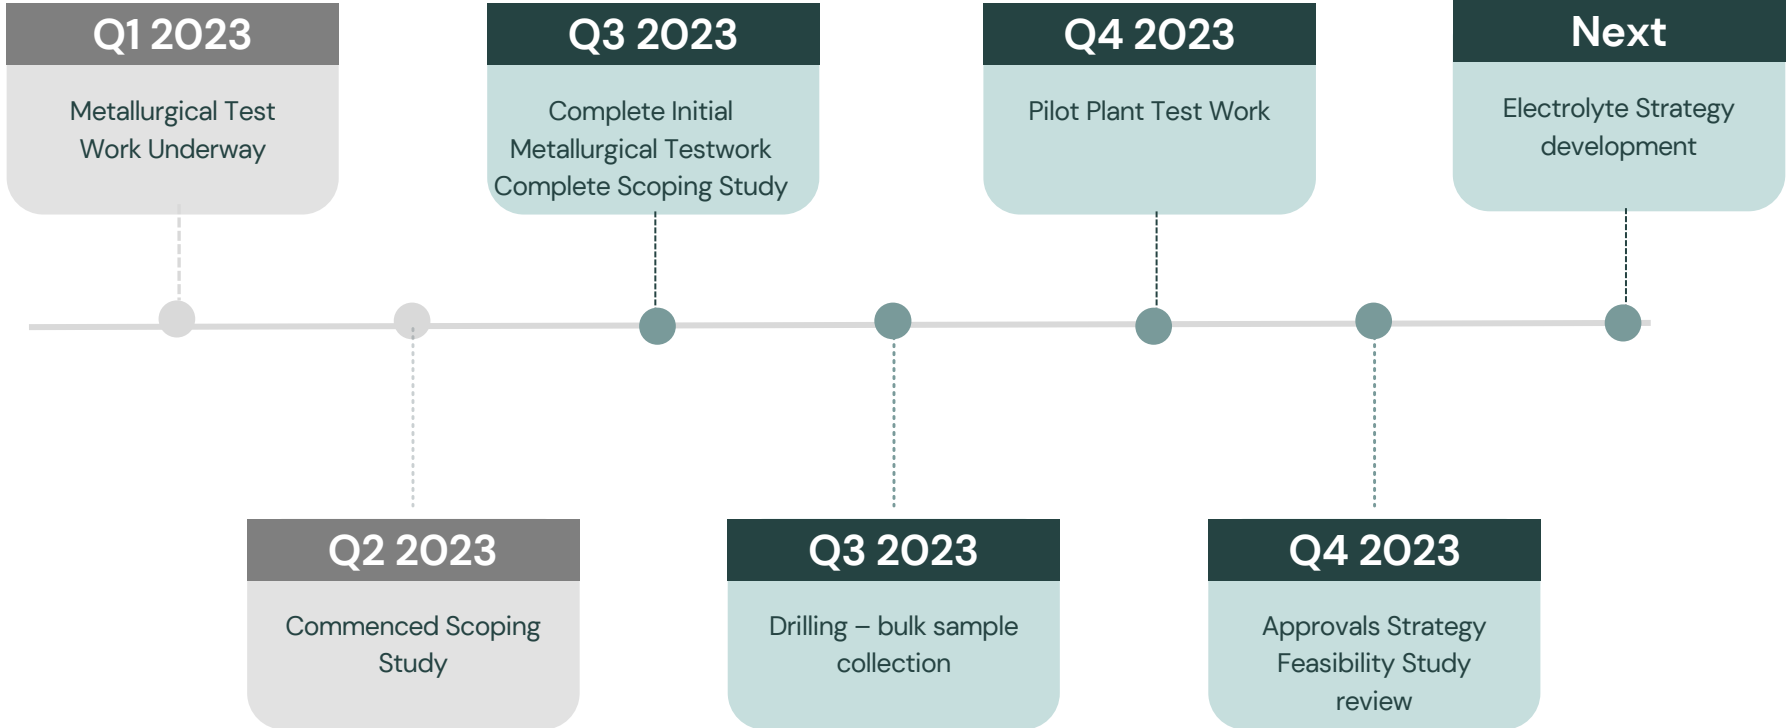 Q1 2023
Metallurgical Test
Work Underway
Q3 2023
Complete Initial
Metallurgical Testwork
Complete Scoping Study
Q4 2023
Pilot Plant Test Work
Next
Electrolyte Strategy
development
Q2 2023
Commenced Scoping
Study
Q3 2023
Drilling – bulk sample
collection
Q4 2023
Approvals Strategy
Feasibility Study
review